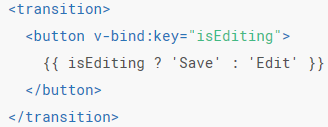 <transition>
<button v-bind:key="isEditing">
{{ isEditing ? 'Save' : 'Edit' }}
</button>
</transition>